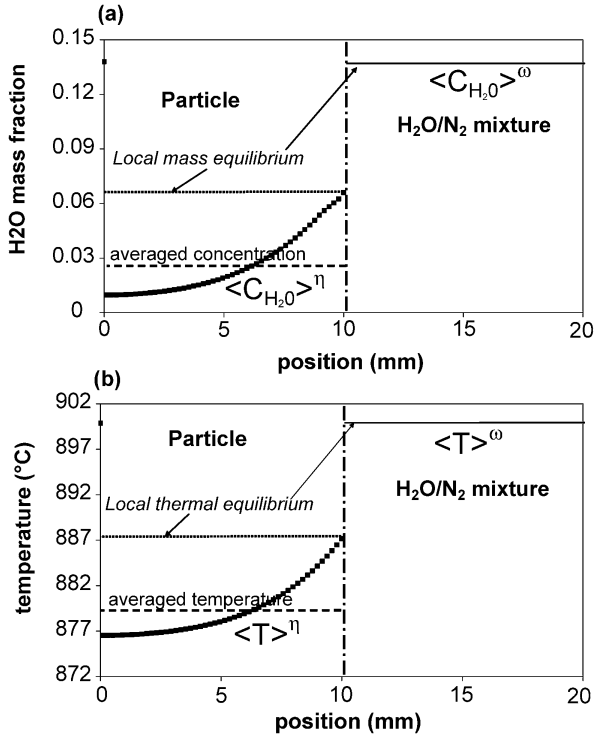 (a)
0.15
0.12
0.09
0.06
0.03
0
H2O mass fraction
Particle
<C_H₂0>^ω
H₂O/N₂ mixture
Local mass equilibrium
averaged concentration
<C_H₂0>^η
0 5 10 15 20
position (mm)
(b)
902
897
892
887
882
877
872
temperature (°C)
Particle
<T>^ω
H₂O/N₂ mixture
Local thermal equilibrium
averaged temperature
<T>^η
0 5 10 15 20
position (mm)